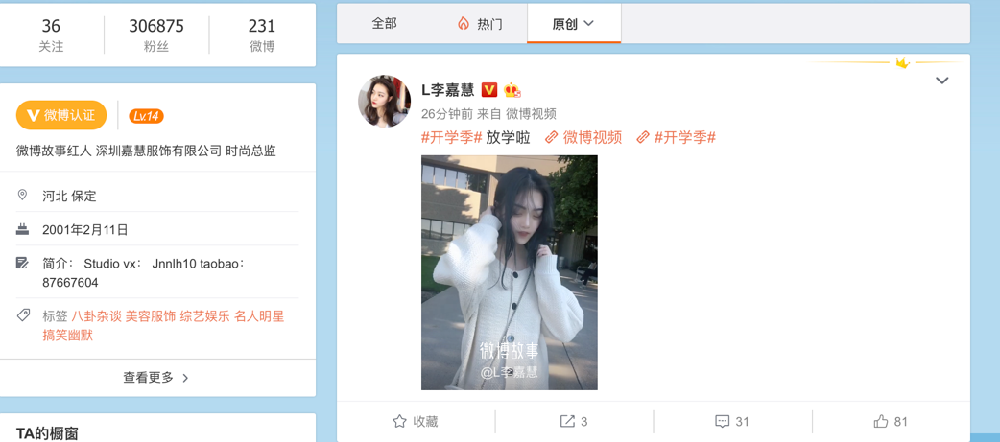 36
关注
306875
粉丝
231
微博
微博认证
Lv.14
微博故事红人 深圳嘉慧服饰有限公司 时尚总监
河北 保定
2001年2月11日
简介： Studio vx： Jnnlh10 taobao：
87667604
标签 八卦杂谈 美容服饰 综艺娱乐 名人明星
搞笑幽默
查看更多
TA的橱窗
全部
热门
原创
L李嘉慧
26分钟前 来自 微博视频
#开学季# 放学啦 微博视频 #开学季#
微博故事
@L李嘉慧
收藏
3
31
81